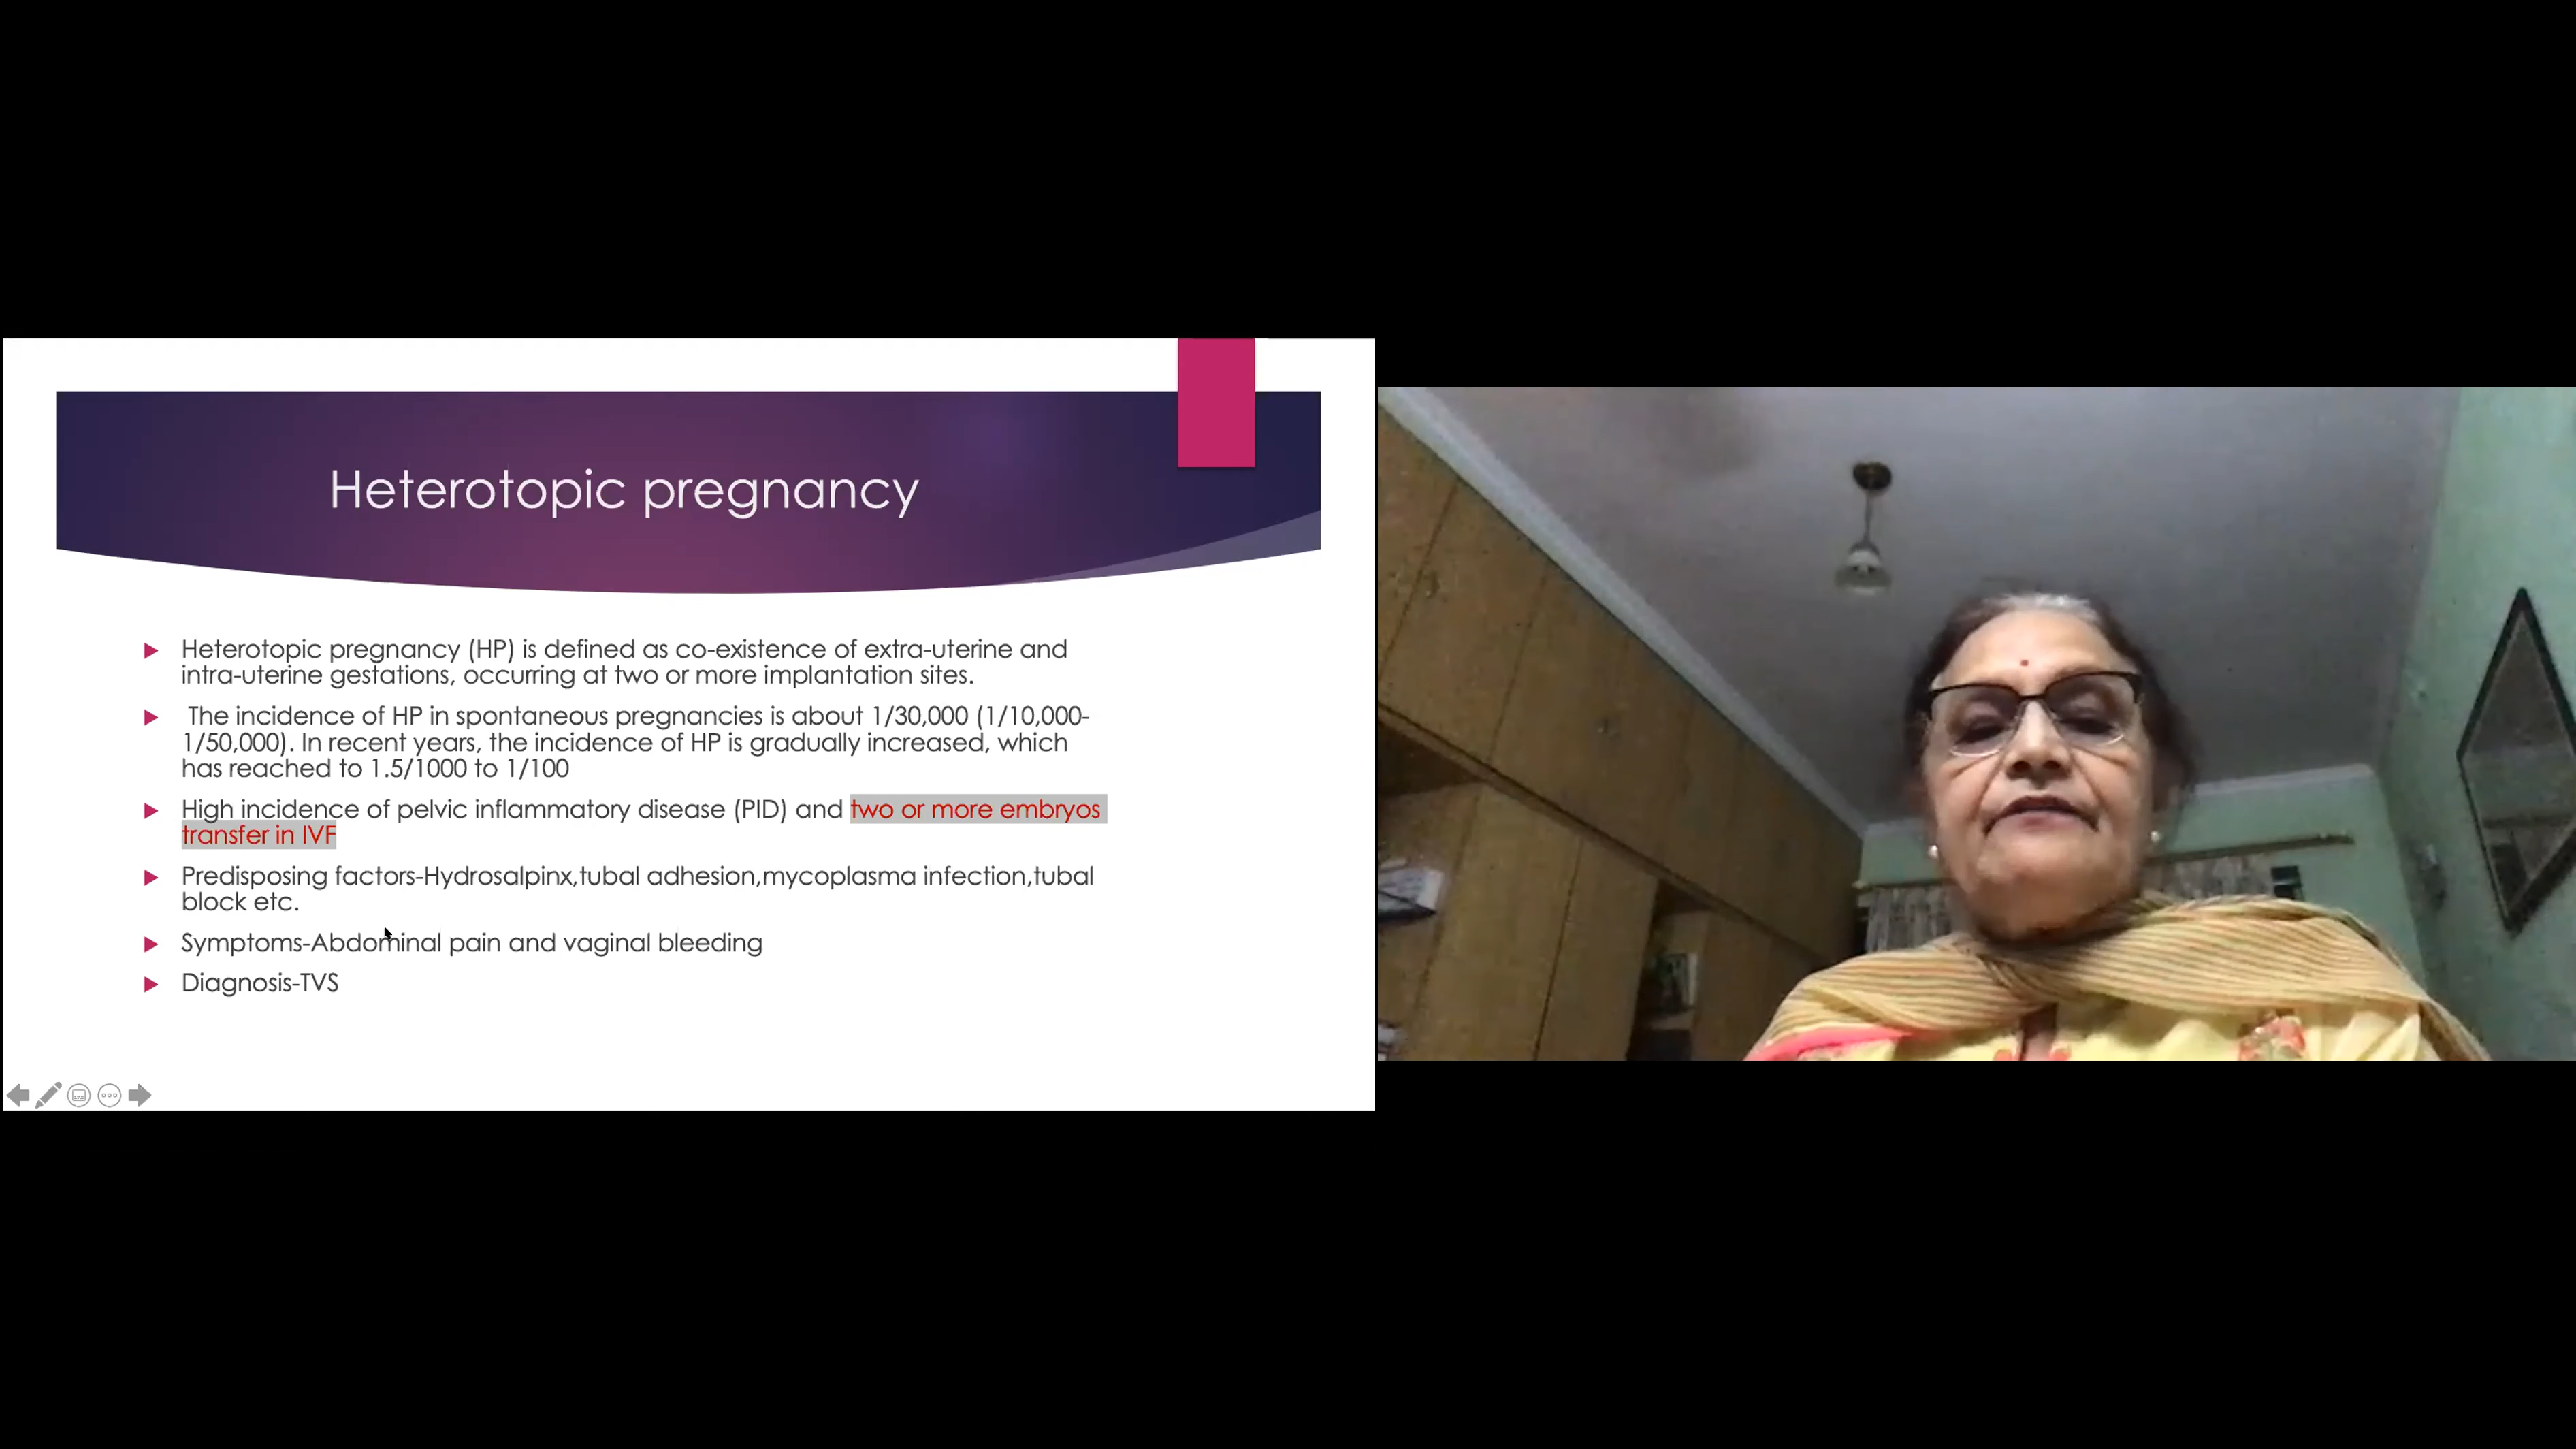 Heterotopic pregnancy
Heterotopic pregnancy (HP) is defined as co-existence of extra-uterine and
intra-uterine gestations, occurring at two or more implantation sites.
The incidence of HP in spontaneous pregnancies is about 1/30,000 (1/10,000-
1/50,000). In recent years, the incidence of HP is gradually increased, which
has reached to 1.5/1000 to 1/100
High incidence of pelvic inflammatory disease (PID) and two or more embryos
transfer in IVF
Predisposing factors-Hydrosalpinx,tubal adhesion,mycoplasma infection,tubal
block etc.
Symptoms-Abdominal pain and vaginal bleeding
Diagnosis-TVS